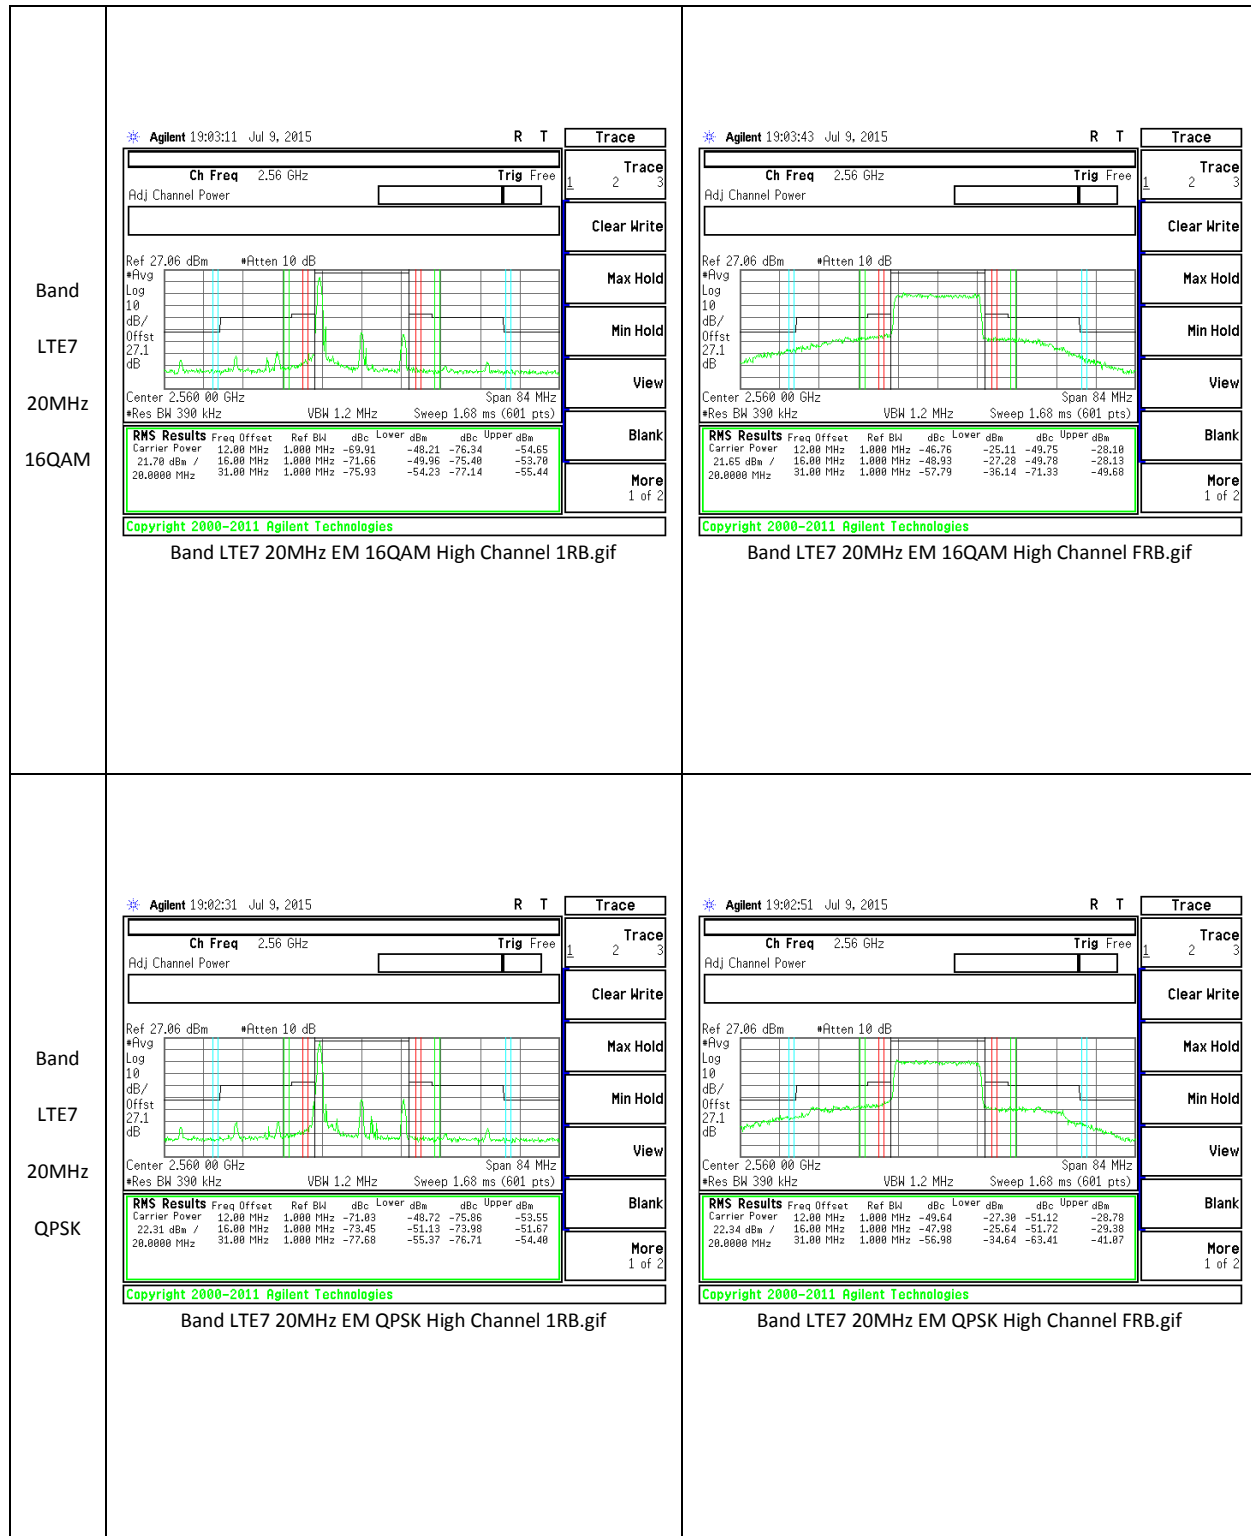 Band
LTE7
20MHz
16QAM
Agilent 19:03:11 Jul 9, 2015 R T Trace
Ch Freq 2.56 GHz Trig Free
Adj Channel Power
Trace
1 2 3
Clear Write
Ref 27.06 dBm #Atten 10 dB
#Avg
Log
10
dB/
Offst
27.1
dB
Max Hold
Min Hold
View
Center 2.560 00 GHz Span 84 MHz
#Res BW 390 kHz VBW 1.2 MHz Sweep 1.68 ms (601 pts)
Blank
RMS Results Freq Offset Ref BW dBc Lower dBm dBc Upper dBm
Carrier Power 12.00 MHz 1.000 MHz -69.91 -48.21 -76.34 -54.65
21.70 dBm / 16.00 MHz 1.000 MHz -71.66 -49.96 -75.40 -53.70
20.0000 MHz 31.00 MHz 1.000 MHz -75.93 -54.23 -77.14 -55.44
More
1 of 2
Copyright 2000-2011 Agilent Technologies
Band LTE7 20MHz EM 16QAM High Channel 1RB.gif
Agilent 19:03:43 Jul 9, 2015 R T Trace
Ch Freq 2.56 GHz Trig Free
Adj Channel Power
Trace
1 2 3
Clear Write
Ref 27.06 dBm #Atten 10 dB
#Avg
Log
10
dB/
Offst
27.1
dB
Max Hold
Min Hold
View
Center 2.560 00 GHz Span 84 MHz
#Res BW 390 kHz VBW 1.2 MHz Sweep 1.68 ms (601 pts)
Blank
RMS Results Freq Offset Ref BW dBc Lower dBm dBc Upper dBm
Carrier Power 12.00 MHz 1.000 MHz -46.76 -25.11 -49.75 -28.10
21.65 dBm / 16.00 MHz 1.000 MHz -48.93 -27.28 -49.78 -28.13
20.0000 MHz 31.00 MHz 1.000 MHz -57.79 -36.14 -71.33 -49.68
More
1 of 2
Copyright 2000-2011 Agilent Technologies
Band LTE7 20MHz EM 16QAM High Channel FRB.gif
Band
LTE7
20MHz
QPSK
Agilent 19:02:31 Jul 9, 2015 R T Trace
Ch Freq 2.56 GHz Trig Free
Adj Channel Power
Trace
1 2 3
Clear Write
Ref 27.06 dBm #Atten 10 dB
#Avg
Log
10
dB/
Offst
27.1
dB
Max Hold
Min Hold
View
Center 2.560 00 GHz Span 84 MHz
#Res BW 390 kHz VBW 1.2 MHz Sweep 1.68 ms (601 pts)
Blank
RMS Results Freq Offset Ref BW dBc Lower dBm dBc Upper dBm
Carrier Power 12.00 MHz 1.000 MHz -71.03 -48.72 -75.86 -53.55
22.31 dBm / 16.00 MHz 1.000 MHz -73.45 -51.13 -73.98 -51.67
20.0000 MHz 31.00 MHz 1.000 MHz -77.68 -55.37 -76.71 -54.40
More
1 of 2
Copyright 2000-2011 Agilent Technologies
Band LTE7 20MHz EM QPSK High Channel 1RB.gif
Agilent 19:02:51 Jul 9, 2015 R T Trace
Ch Freq 2.56 GHz Trig Free
Adj Channel Power
Trace
1 2 3
Clear Write
Ref 27.06 dBm #Atten 10 dB
#Avg
Log
10
dB/
Offst
27.1
dB
Max Hold
Min Hold
View
Center 2.560 00 GHz Span 84 MHz
#Res BW 390 kHz VBW 1.2 MHz Sweep 1.68 ms (601 pts)
Blank
RMS Results Freq Offset Ref BW dBc Lower dBm dBc Upper dBm
Carrier Power 12.00 MHz 1.000 MHz -49.64 -27.30 -51.12 -28.78
22.34 dBm / 16.00 MHz 1.000 MHz -47.98 -25.64 -51.72 -29.38
20.0000 MHz 31.00 MHz 1.000 MHz -56.98 -34.64 -63.41 -41.07
More
1 of 2
Copyright 2000-2011 Agilent Technologies
Band LTE7 20MHz EM QPSK High Channel FRB.gif